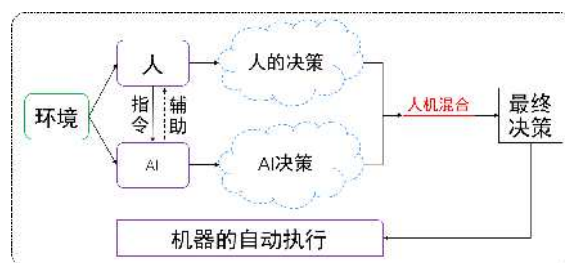 人
人的决策
环境
指令
辅助
人机混合
最终
决策
AI
AI决策
机器的自动执行